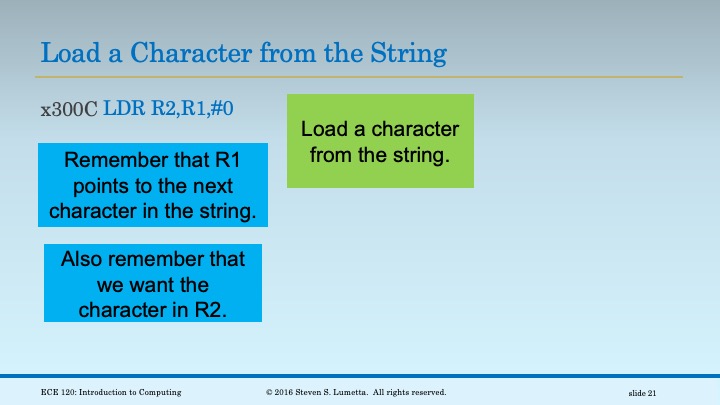 Load a Character from the String
x300C LDR R2,R1,#0
Load a character
from the string.
Remember that R1
points to the next
character in the string.
Also remember that
we want the
character in R2.
ECE 120: Introduction to Computing
© 2016 Steven S. Lumetta. All rights reserved.
slide 21